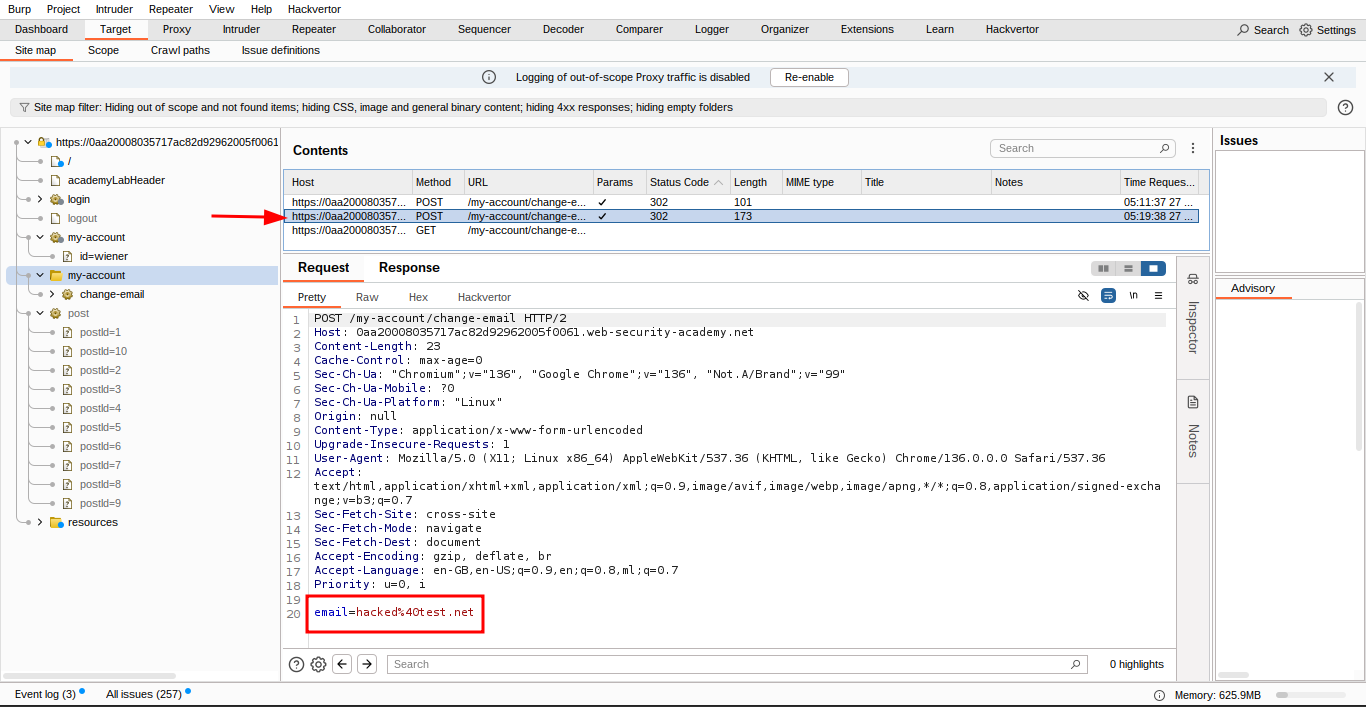 Burp Project Intruder Repeater View Help Hackvertor
Dashboard Target Proxy Intruder Repeater Collaborator Sequencer Decoder Comparer Logger Organizer Extensions Learn Hackvertor Search Settings
Site map Scope Crawl paths Issue definitions
Logging of out-of-scope Proxy traffic is disabled Re-enable
Site map filter: Hiding out of scope and not found items; hiding CSS, image and general binary content; hiding 4xx responses; hiding empty folders
https://0aa20008035717ac82d92962005f0061
/
academyLabHeader
login
logout
my-account
id=wiener
my-account
change-email
post
postId=1
postId=10
postId=2
postId=3
postId=4
postId=5
postId=6
postId=7
postId=8
postId=9
resources
Contents
Search
Host Method URL Params Status Code Length MIME type Title Notes Time Reques...
https://0aa200080357... POST /my-account/change-e... ✓ 302 101 05:11:37 27 ...
https://0aa200080357... POST /my-account/change-e... ✓ 302 173 05:19:38 27 ...
https://0aa200080357... GET /my-account/change-e...
Request Response
Pretty Raw Hex Hackvertor \n
1 POST /my-account/change-email HTTP/2
2 Host: 0aa20008035717ac82d92962005f0061.web-security-academy.net
3 Content-Length: 23
4 Cache-Control: max-age=0
5 Sec-Ch-Ua: "Chromium";v="136", "Google Chrome";v="136", "Not.A/Brand";v="99"
6 Sec-Ch-Ua-Mobile: ?0
7 Sec-Ch-Ua-Platform: "Linux"
8 Origin: null
9 Content-Type: application/x-www-form-urlencoded
10 Upgrade-Insecure-Requests: 1
11 User-Agent: Mozilla/5.0 (X11; Linux x86_64) AppleWebKit/537.36 (KHTML, like Gecko) Chrome/136.0.0.0 Safari/537.36
12 Accept:
text/html,application/xhtml+xml,application/xml;q=0.9,image/avif,image/webp,image/apng,*/*;q=0.8,application/signed-excha
nge;v=b3;q=0.7
13 Sec-Fetch-Site: cross-site
14 Sec-Fetch-Mode: navigate
15 Sec-Fetch-Dest: document
16 Accept-Encoding: gzip, deflate, br
17 Accept-Language: en-GB,en-US;q=0.9,en;q=0.8,ml;q=0.7
18 Priority: u=0, i
19
20 email=hacked%40test.net
Search 0 highlights
Inspector
Notes
Issues
Advisory
Event log (3) All issues (257) Memory: 625.9MB